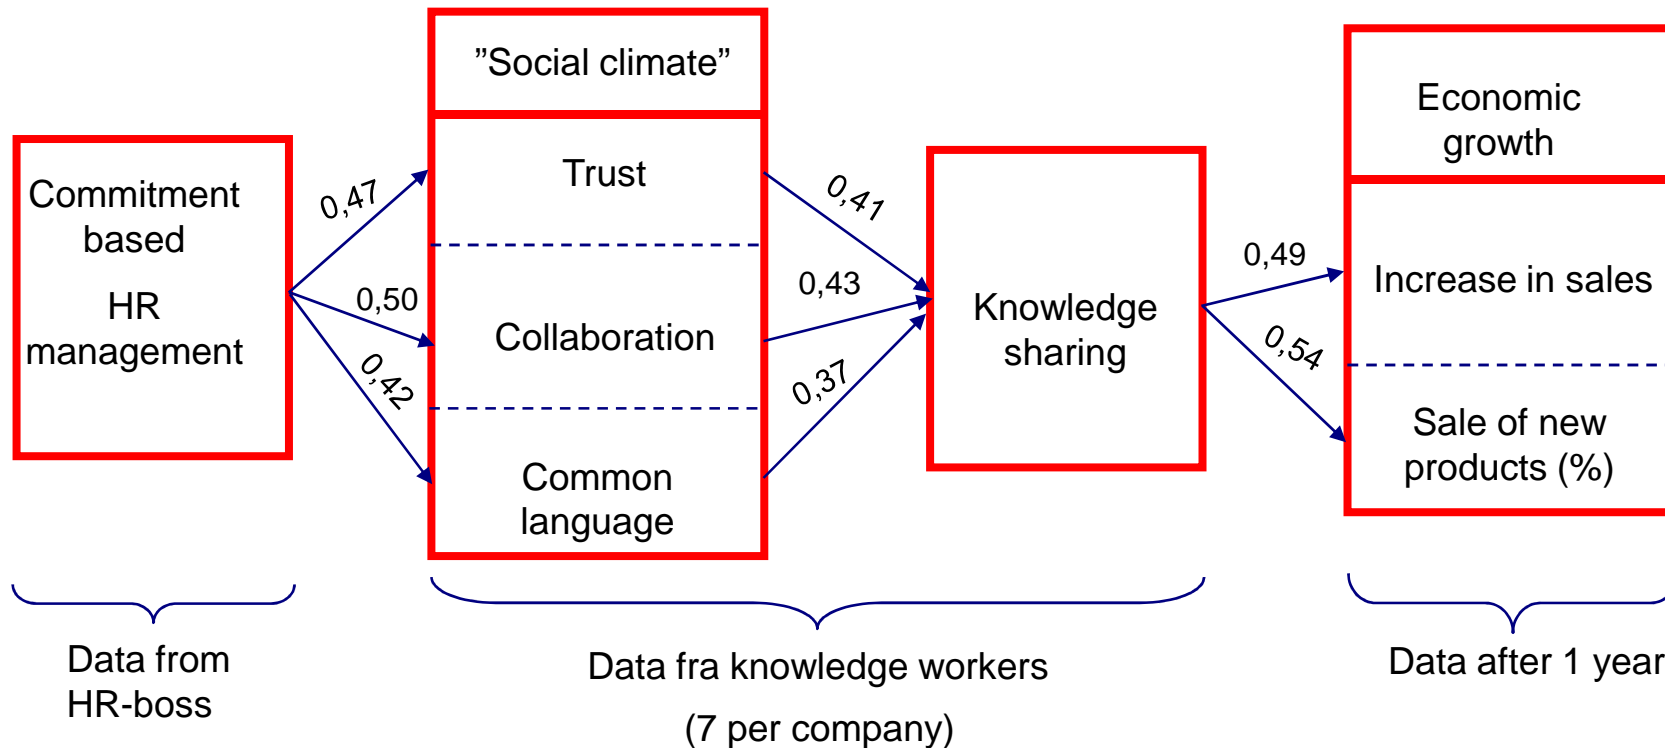 Commitment
based
HR
management
0,47
0,50
0,42
”Social climate”
Trust
Collaboration
Common
language
0,41
0,43
0,37
Knowledge
sharing
0,49
0,54
Economic
growth
Increase in sales
Sale of new
products (%)
Data from
HR-boss
Data fra knowledge workers
(7 per company)
Data after 1 year